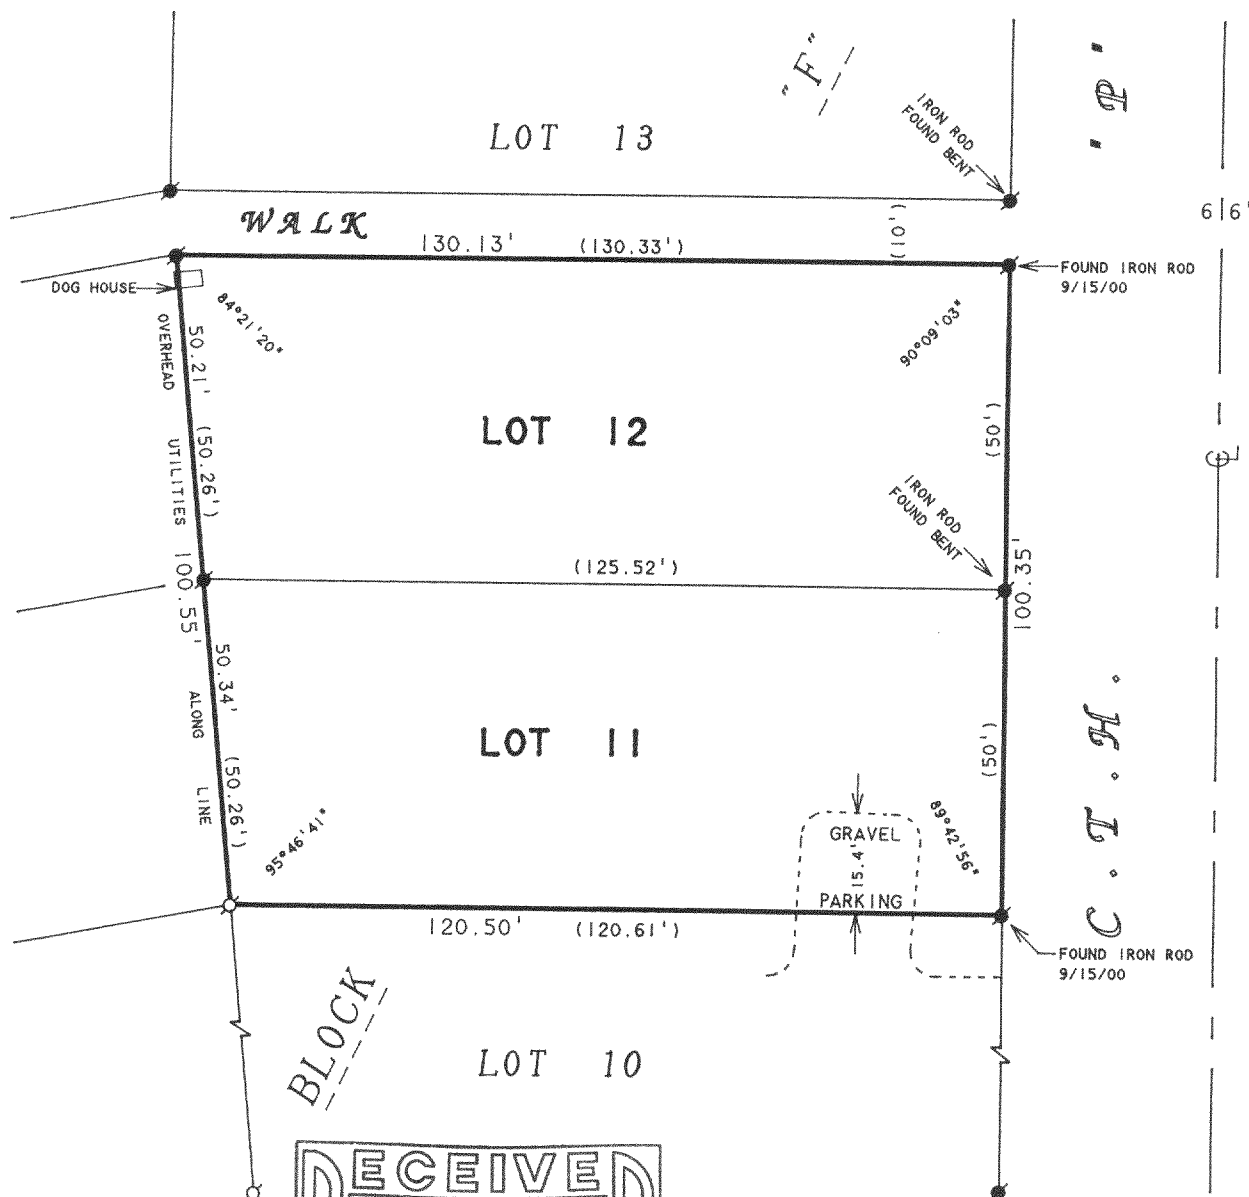 "F"
LOT 13
IRON ROD
FOUND BENT
"P"
66'
WALK
130.13' (130.33')
(10')
FOUND IRON ROD
9/15/00
DOG HOUSE
84°21'20"
90°09'03"
OVERHEAD UTILITIES ALONG LINE
50.21' (50.26')
LOT 12
(50')
IRON ROD
FOUND BENT
(125.52')
100.55'
100.35'
50.34' (50.26')
LOT 11
(50')
C.T.H.
GRAVEL
15.4'
PARKING
95°46'41"
89°42'56"
120.50' (120.61')
FOUND IRON ROD
9/15/00
BLOCK
LOT 10
RECEIVED